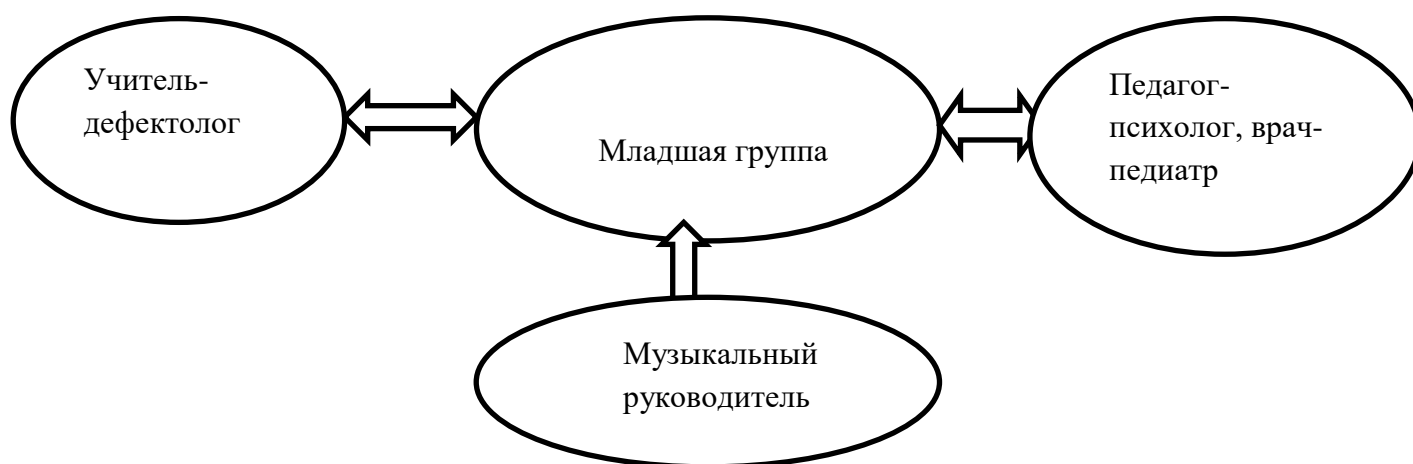 Учитель-
дефектолог
Младшая группа
Педагог-
психолог, врач-
педиатр
Музыкальный
руководитель